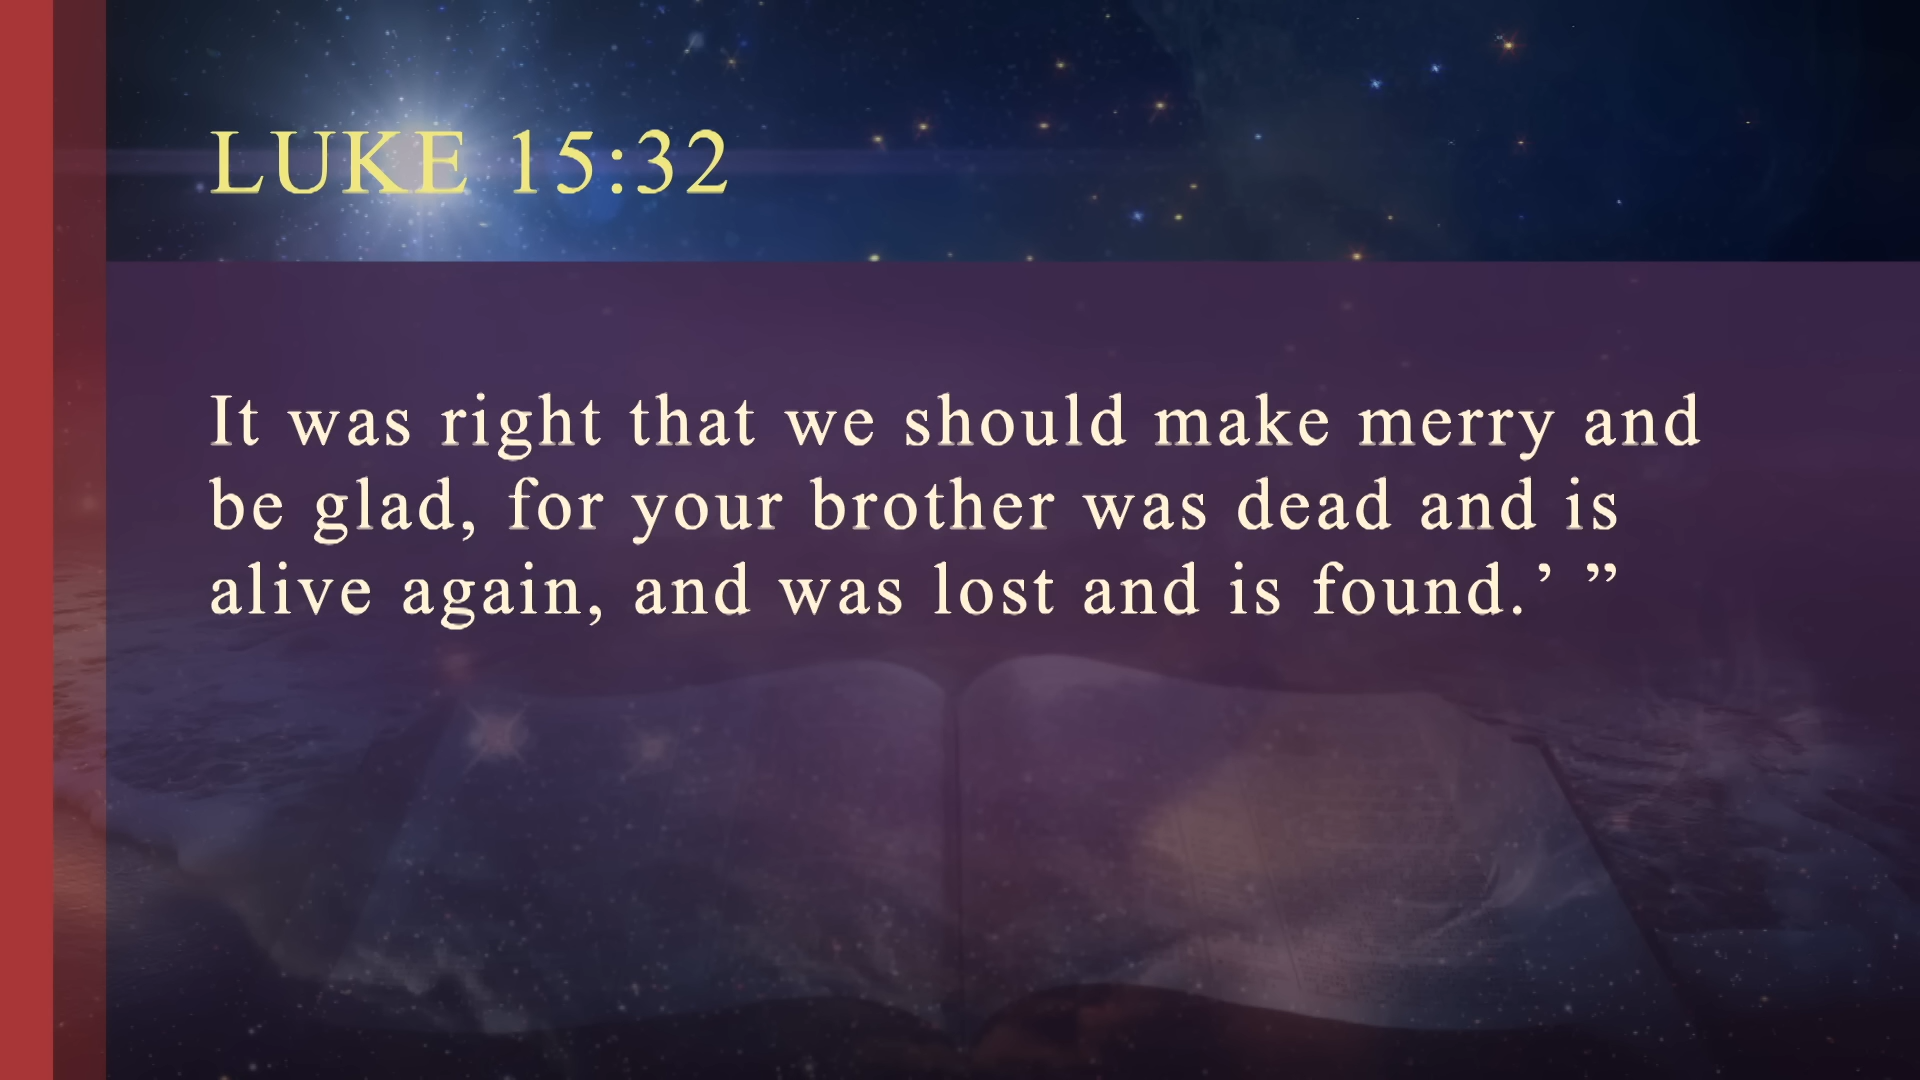 LUKE 15:32
It was right that we should make merry and
be glad, for your brother was dead and is
alive again, and was lost and is found.’ ”